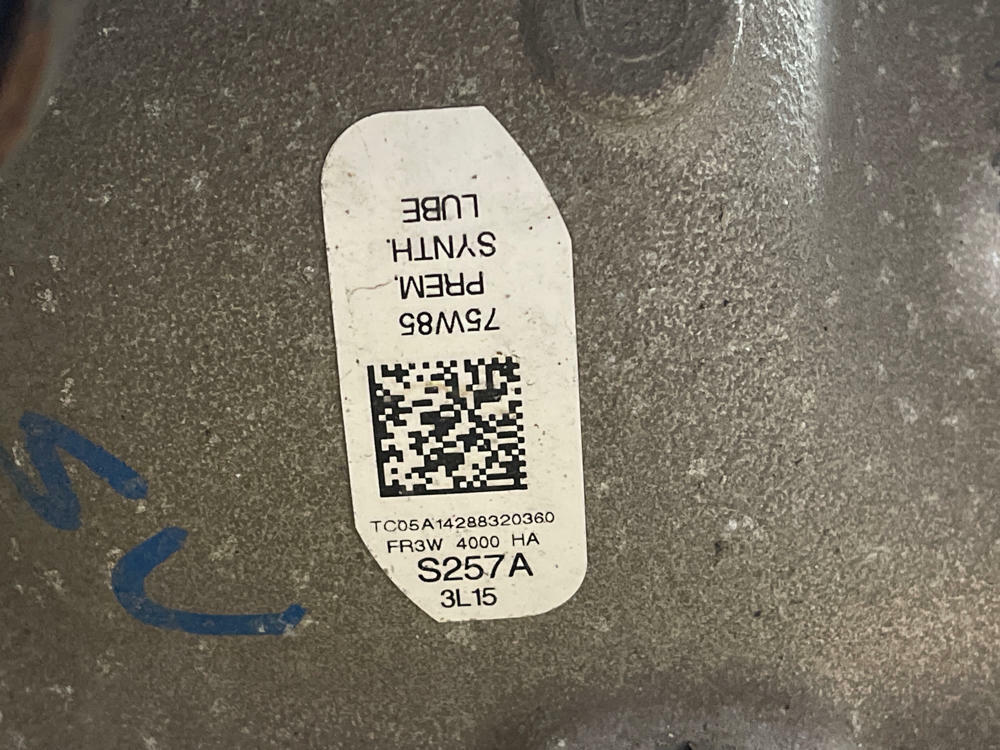 75W85
PREM.
SYNTH.
LUBE
TC05A14288320360
FR3W 4000 HA
S257A
3L15